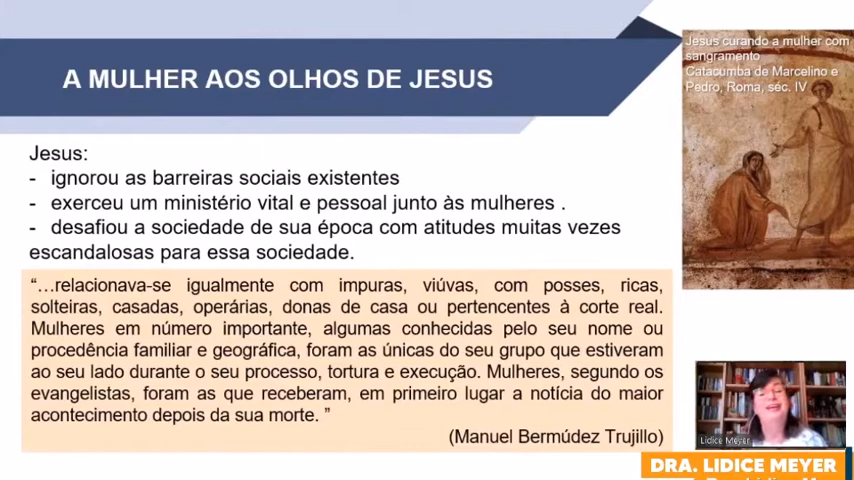 A MULHER AOS OLHOS DE JESUS
Jesus curando a mulher com
sangramento
Catacumba de Marcelino e
Pedro, Roma, séc. IV
Jesus:
- ignorou as barreiras sociais existentes
- exerceu um ministério vital e pessoal junto às mulheres .
- desafiou a sociedade de sua época com atitudes muitas vezes
escandalosas para essa sociedade.
“…relacionava-se igualmente com impuras, viúvas, com posses, ricas,
solteiras, casadas, operárias, donas de casa ou pertencentes à corte real.
Mulheres em número importante, algumas conhecidas pelo seu nome ou
procedência familiar e geográfica, foram as únicas do seu grupo que estiveram
ao seu lado durante o seu processo, tortura e execução. Mulheres, segundo os
evangelistas, foram as que receberam, em primeiro lugar a notícia do maior
acontecimento depois da sua morte. ”
(Manuel Bermúdez Trujillo)
Lidice Meyer
DRA. LIDICE MEYER